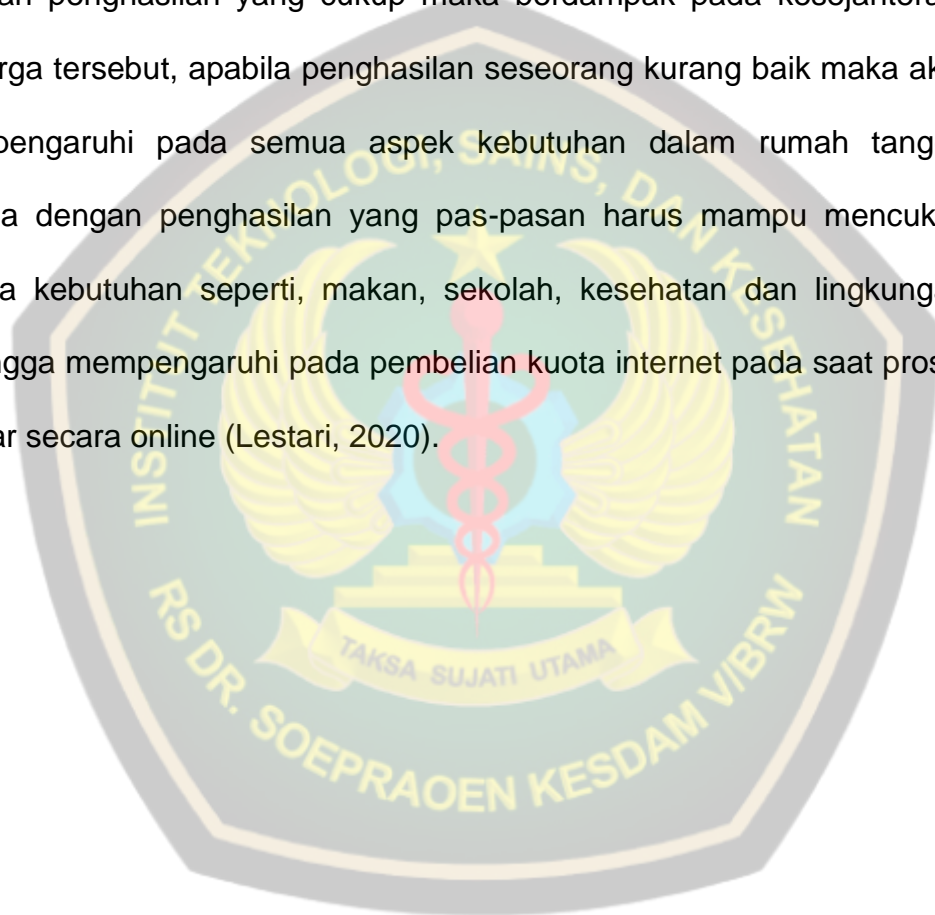 penghasilan yang cukup maka berdampak pada
rga tersebut, apabila penghasilan seseorang kurang baik maka ak
pengaruhi pada semua aspek kebutuhan dalam rumah tang
a dengan penghasilan yang pas-pasan harus mampu mencuk
a kebutuhan seperti, makan, sekolah, kesehatan dan lingkung
ngga mempengaruhi pada pembelian kuota internet pada saat pros
ar secara online (Lestari, 2020).
INSTITUT TEKNOLOGI, SAINS, DAN KESEHATAN
TAKSA SUJATI UTAMA
RS DR. SOEPRAOEN KESDAM V/BRW